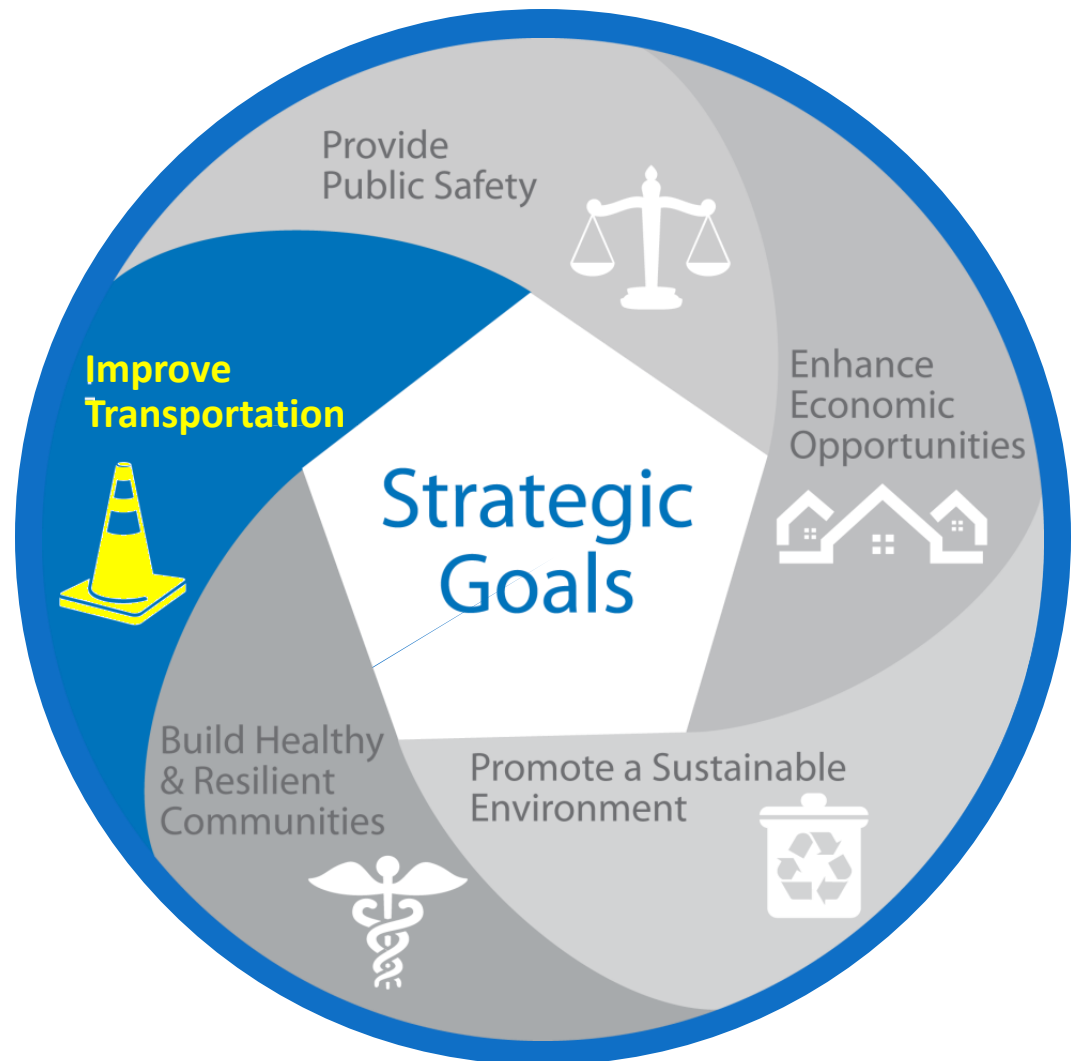 Provide
Public Safety
Enhance
Economic
Opportunities
Improve
Transportation
Strategic
Goals
Build Healthy
& Resilient
Communities
Promote a Sustainable
Environment